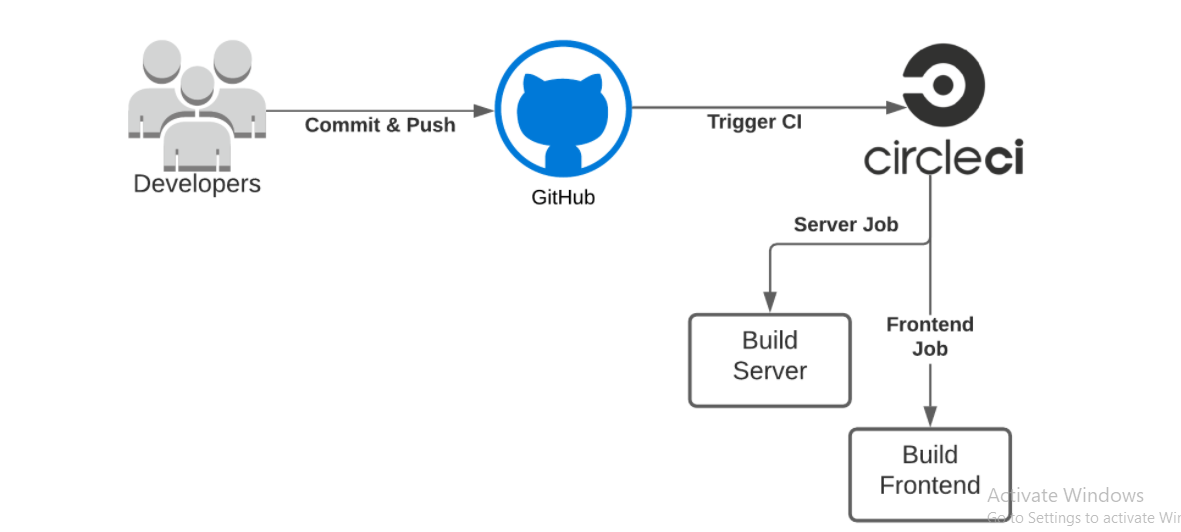 Commit & Push
Developers
GitHub
Trigger CI
circleci
Server Job
Build
Server
Frontend
Job
Build
Frontend
Activate Windows
Go to Settings to activate Wi